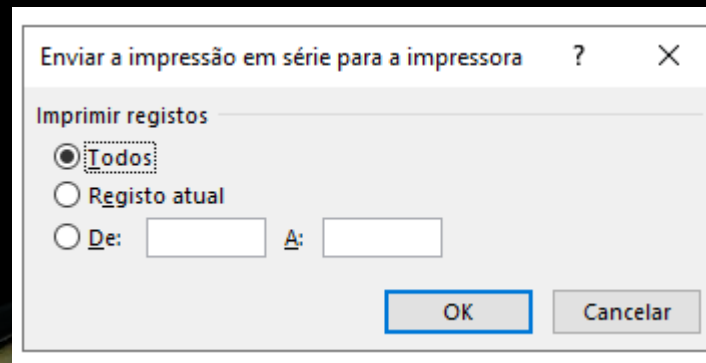 Enviar a impressão em série para a impressora ?
Imprimir registos
Todos
Registo atual
De: A:
OK Cancelar